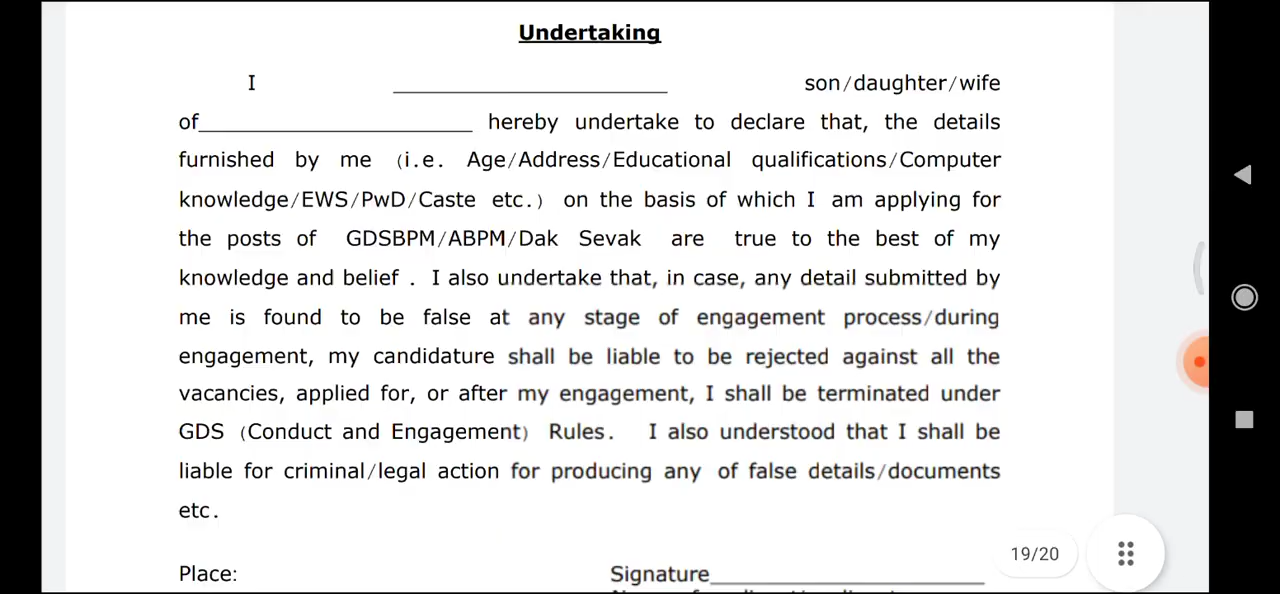 Undertaking
I ____________________ son/daughter/wife
of____________________ hereby undertake to declare that, the details
furnished by me (i.e. Age/Address/Educational qualifications/Computer
knowledge/EWS/PwD/Caste etc.) on the basis of which I am applying for
the posts of GDSBPM/ABPM/Dak Sevak are true to the best of my
knowledge and belief . I also undertake that, in case, any detail submitted by
me is found to be false at any stage of engagement process/during
engagement, my candidature shall be liable to be rejected against all the
vacancies, applied for, or after my engagement, I shall be terminated under
GDS (Conduct and Engagement) Rules. I also understood that I shall be
liable for criminal/legal action for producing any of false details/documents
etc.
19/20
Place: Signature____________________